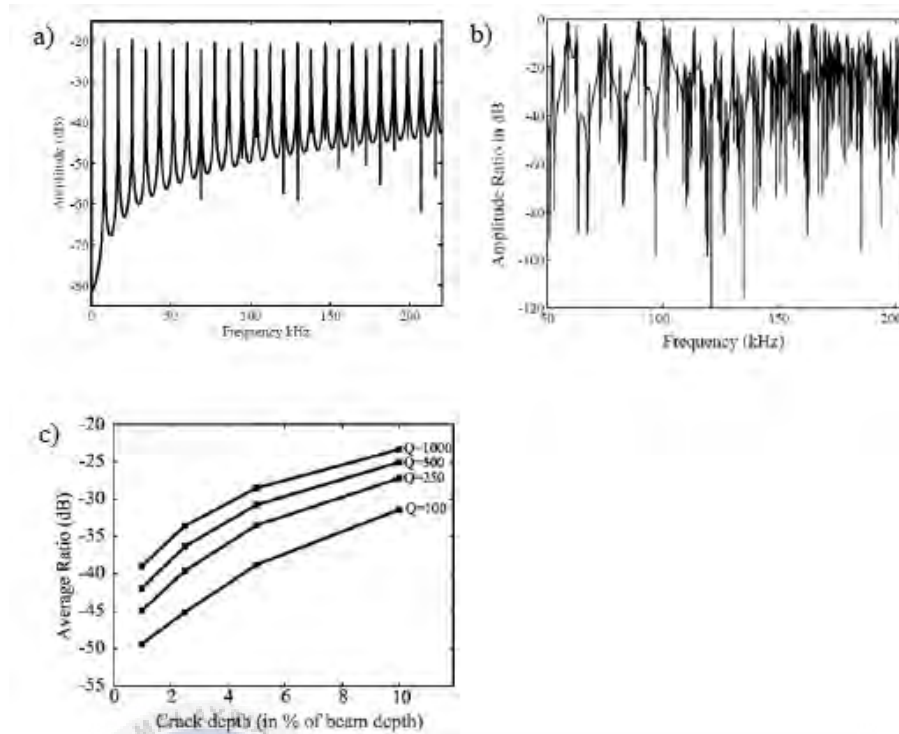 a)
-20
-30
-40
-50
-60
-70
-80
Amplitude (dB)
0 50 100 150 200
Frequency kHz
b)
0
-20
-40
-60
-80
-100
-120
Amplitude Ratio in dB
50 100 150 200
Frequency (kHz)
c)
-20
-25
-30
-35
-40
-45
-50
-55
Average Ratio (dB)
Q=1000
Q=500
Q=250
Q=100
0 2 4 6 8 10
Crack depth (in % of beam depth)